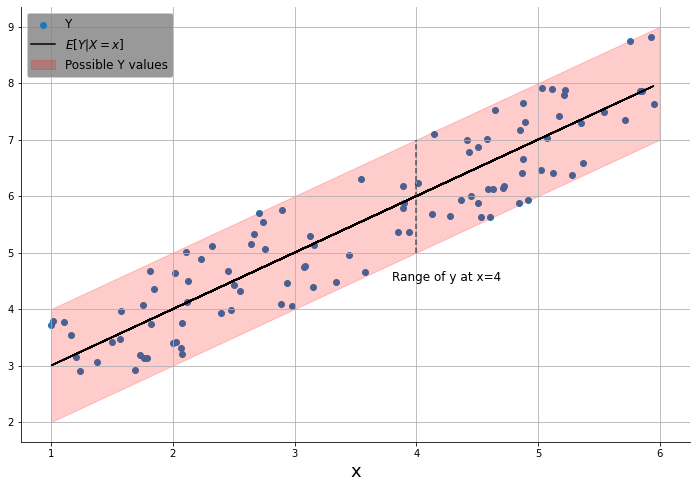 Y
E[Y|X = x]
Possible Y values
9
8
7
6
5
4
3
2
Range of y at x=4
1 2 3 4 5 6
x